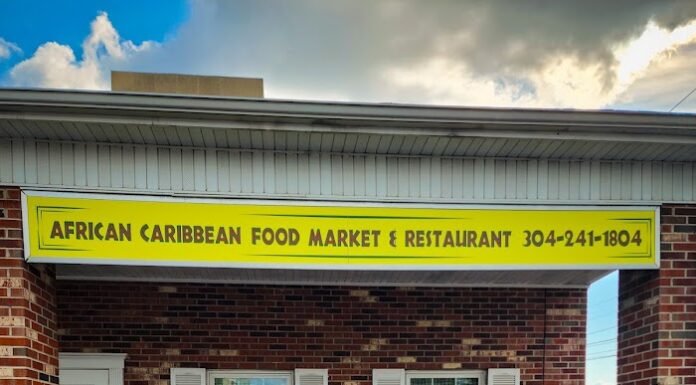 AFRICAN CARIBBEAN FOOD MARKET & RESTAURANT 304-241-1804